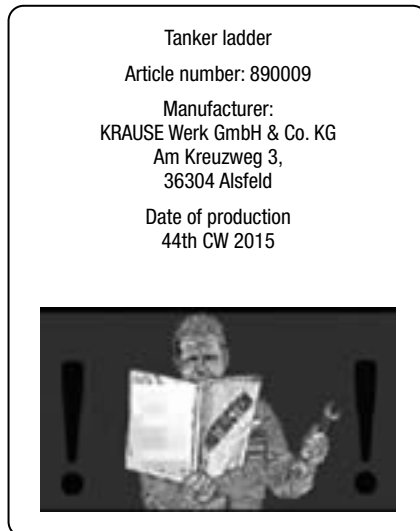 Tanker ladder
Article number: 890009
Manufacturer:
KRAUSE Werk GmbH & Co. KG
Am Kreuzweg 3,
36304 Alsfeld
Date of production
44th CW 2015
! !